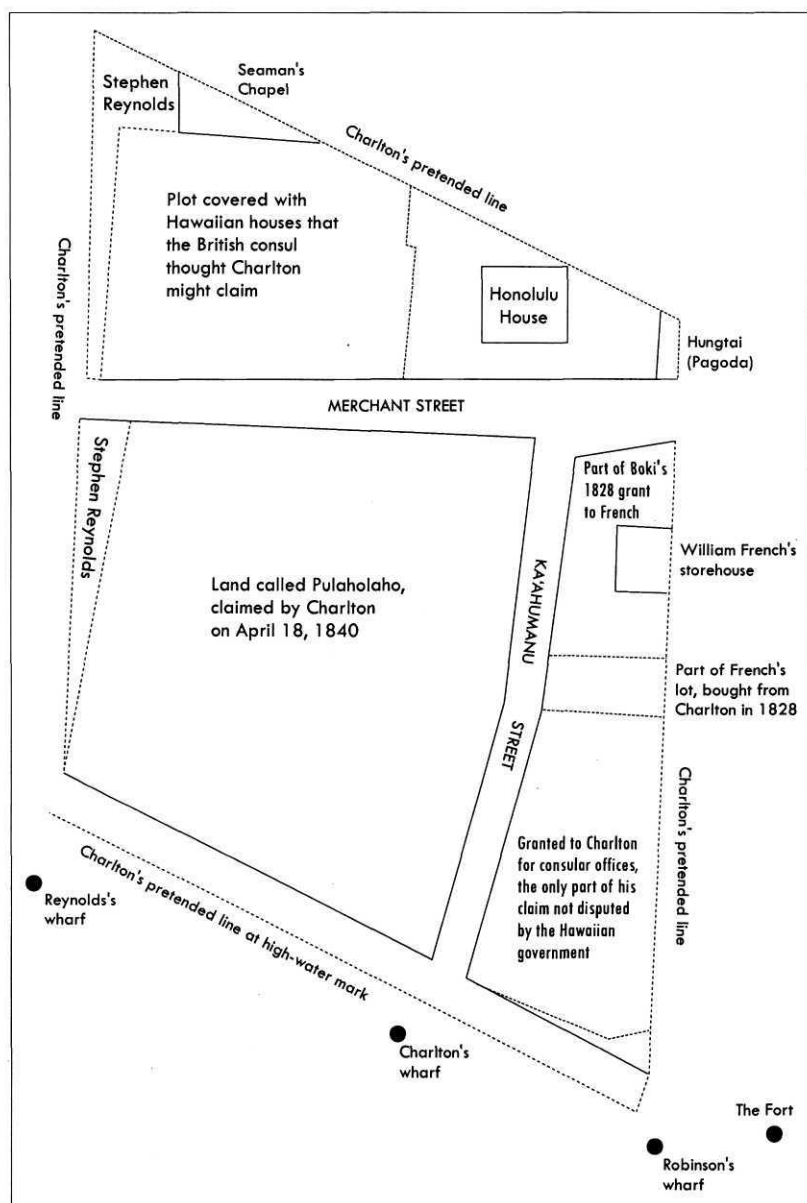 Stephen
Reynolds
Seaman's
Chapel
Charlton's pretended line
Plot covered with
Hawaiian houses that
the British consul
thought Charlton
might claim
Charlton's pretended line
Honolulu
House
Hungtai
(Pagoda)
MERCHANT STREET
Stephen Reynolds
Part of Boki's
1828 grant
to French
William French's
storehouse
KA'AHUMANU
STREET
Land called Pulaholaho,
claimed by Charlton
on April 18, 1840
Part of French's
lot, bought from
Charlton in 1828
Charlton's pretended line
Granted to Charlton
for consular offices,
the only part of his
claim not disputed
by the Hawaiian
government
Charlton's pretended line at high-water mark
Reynolds's
wharf
Charlton's
wharf
The Fort
Robinson's
wharf